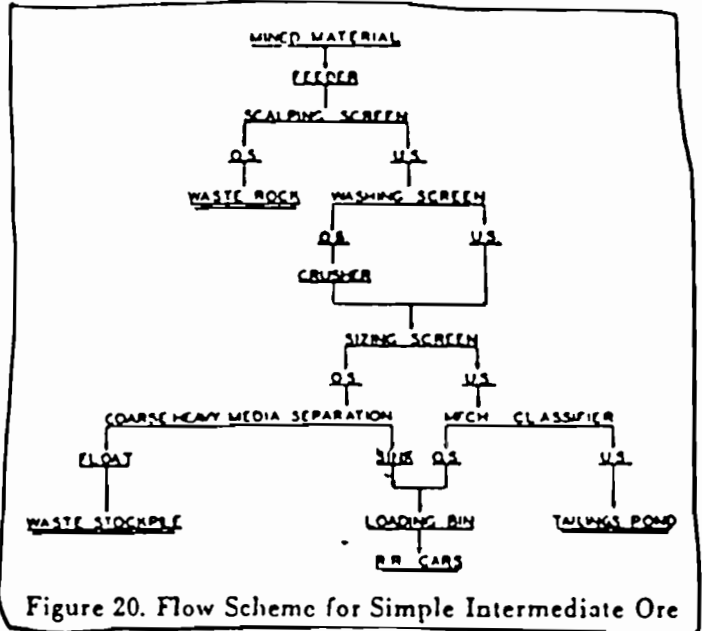 MINED MATERIAL
FEEDER
SCALPING SCREEN
O.S. U.S.
WASTE ROCK WASHING SCREEN
O.S. U.S.
CRUSHER
SIZING SCREEN
O.S. U.S.
COARSE HEAVY MEDIA SEPARATION MECH CLASSIFIER
FLOAT SINK O.S. U.S.
WASTE STOCKPILE LOADING BIN TAILINGS POND
R.R. CARS
Figure 20. Flow Scheme for Simple Intermediate Ore